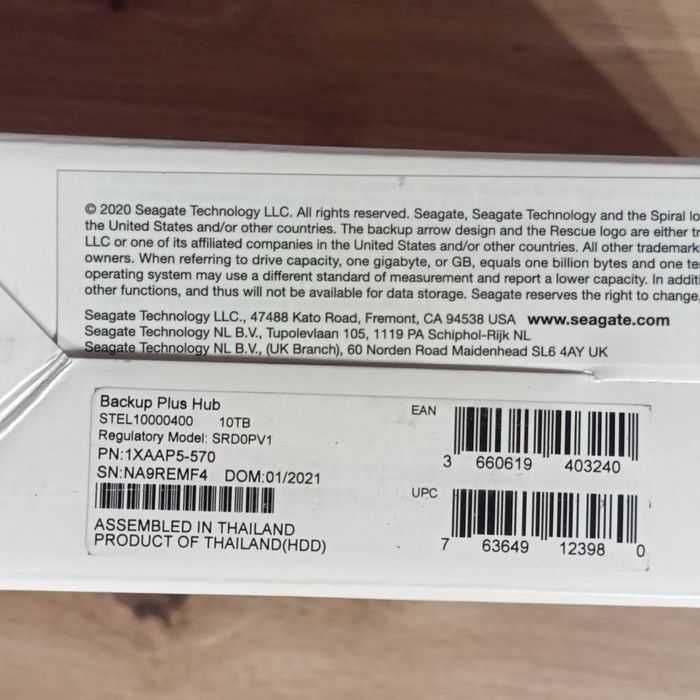 © 2020 Seagate Technology LLC. All rights reserved. Seagate, Seagate Technology and the Spiral
the United States and/or other countries. The backup arrow design and the Rescue logo are either
LLC or one of its affiliated companies in the United States and/or other countries. All other
owners. When referring to drive capacity, one gigabyte, or GB, equals one billion bytes and one
operating system may use a different standard of measurement and report a lower capacity. In
other functions, and thus will not be available for data storage. Seagate reserves the right to change,
Seagate Technology LLC., 47488 Kato Road, Fremont, CA 94538 USA www.seagate.com
Seagate Technology NL B.V., Tupolevlaan 105, 1119 PA Schiphol-Rijk NL
Seagate Technology NL B.V., (UK Branch), 60 Norden Road Maidenhead SL6 4AY UK
Backup Plus Hub
STEL10000400 10TB
Regulatory Model: SRD0PV1
PN:1XAAP5-570
SN:NA9REMF4 DOM:01/2021
ASSEMBLED IN THAILAND
PRODUCT OF THAILAND(HDD)
EAN
3 660619 403240
UPC
7 63649 12398 0